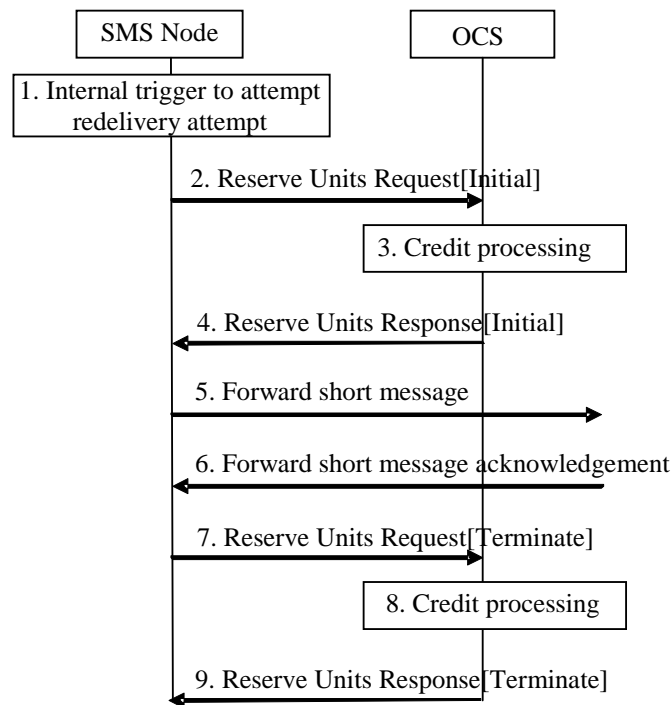 SMS Node
OCS
1. Internal trigger to attempt
redelivery attempt
2. Reserve Units Request[Initial]
3. Credit processing
4. Reserve Units Response[Initial]
5. Forward short message
6. Forward short message acknowledgement
7. Reserve Units Request[Terminate]
8. Credit processing
9. Reserve Units Response[Terminate]